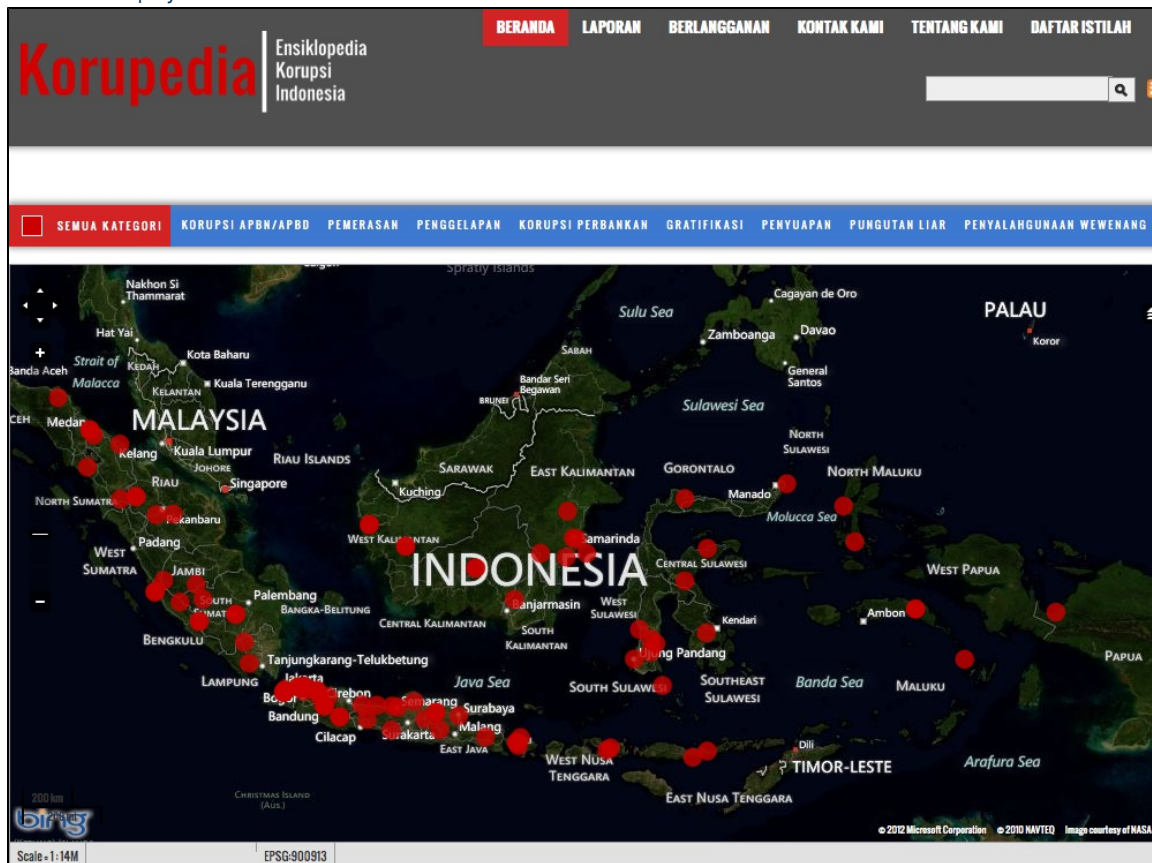 BERANDA LAPORAN BERLANGGANAN KONTAK KAMI TENTANG KAMI DAFTAR ISTILAH
Korupedia
Ensiklopedia
Korupsi
Indonesia
SEMUA KATEGORI KORUPSI APBN/APBD PEMERASAN PENGGELAPAN KORUPSI PERBANKAN GRATIFIKASI PENYUAPAN PUNGUTAN LIAR PENYALAHGUNAAN WEWENANG
Spratly Islands
Nakhon Si
Thammarat
Cagayan de Oro
Sulu Sea
PALAU
Hat Yai
Zamboanga
Davao
Koror
Strait of
Malacca
KEDAH
Kota Baharu
SABAH
Banda Aceh
General
Santos
Kuala Terengganu
KELANTAN
Bandar Seri
Begawan
BRUNEI
Sulawesi Sea
Medan
MALAYSIA
NORTH
SULAWESI
Kelang
Kuala Lumpur
JOHORE
RIAU ISLANDS
SARAWAK
EAST KALIMANTAN
GORONTALO
NORTH MALUKU
RIAU
Singapore
Kuching
Manado
NORTH SUMATRA
Pekanbaru
Molucca Sea
WEST KALIMANTAN
Samarinda
Padang
WEST
SUMATRA
INDONESIA
CENTRAL SULAWESI
WEST PAPUA
JAMBI
Palembang
SOUTH
BANGKA-BELITUNG
Banjarmasin
WEST
SULAWESI
Ambon
CENTRAL KALIMANTAN
Kendari
BENGKULU
SOUTH
KALIMANTAN
Ujung Pandang
PAPUA
Tanjungkarang-Telukbetung
LAMPUNG
Jakarta
Java Sea
SOUTH SULAWESI
SOUTHEAST
SULAWESI
Banda Sea
MALUKU
Bogor
Cirebon
Semarang
Surabaya
Bandung
Cilacap
Surakarta
Malang
EAST JAVA
Dili
WEST NUSA
TENGGARA
TIMOR-LESTE
Arafura Sea
CHRISTMAS ISLAND
(AUS.)
EAST NUSA TENGGARA
200 km
bing
© 2012 Microsoft Corporation © 2010 NAVTEQ Image courtesy of NASA
Scale = 1 : 14M EPSG:900913